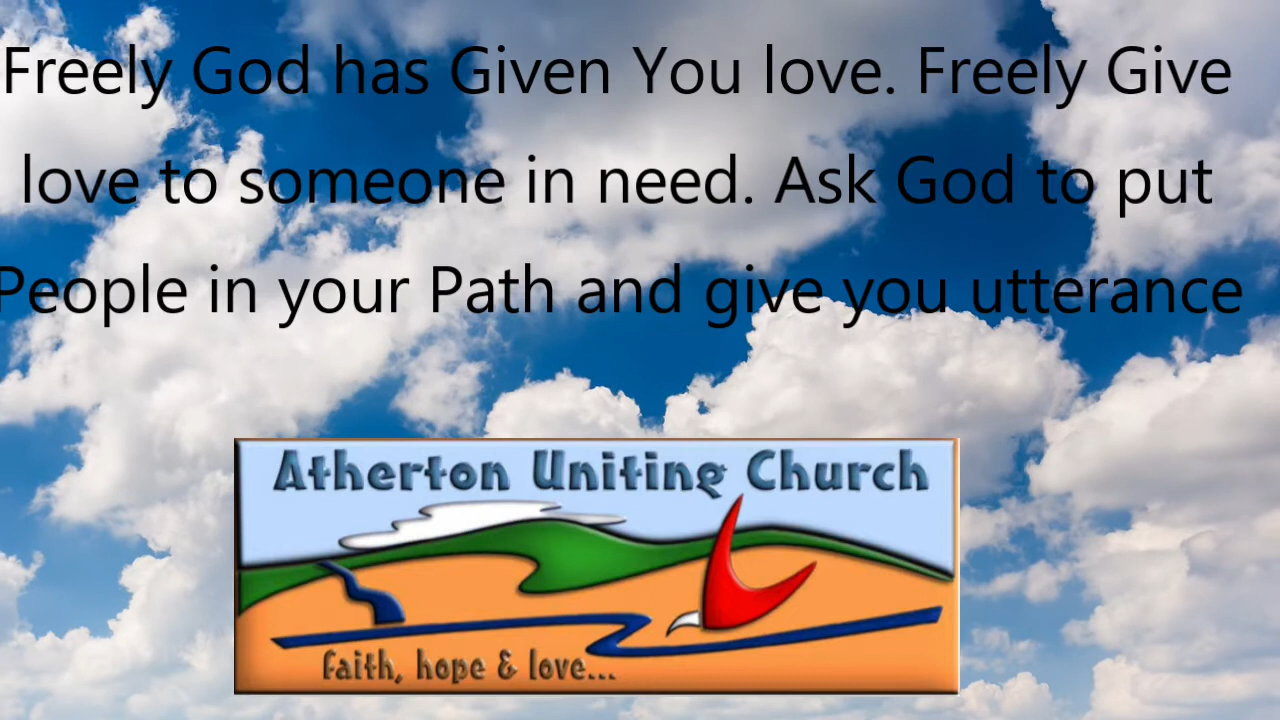 Freely God has Given You love. Freely Give
love to someone in need. Ask God to put
People in your Path and give you utterance
Atherton Uniting Church
faith, hope & love...